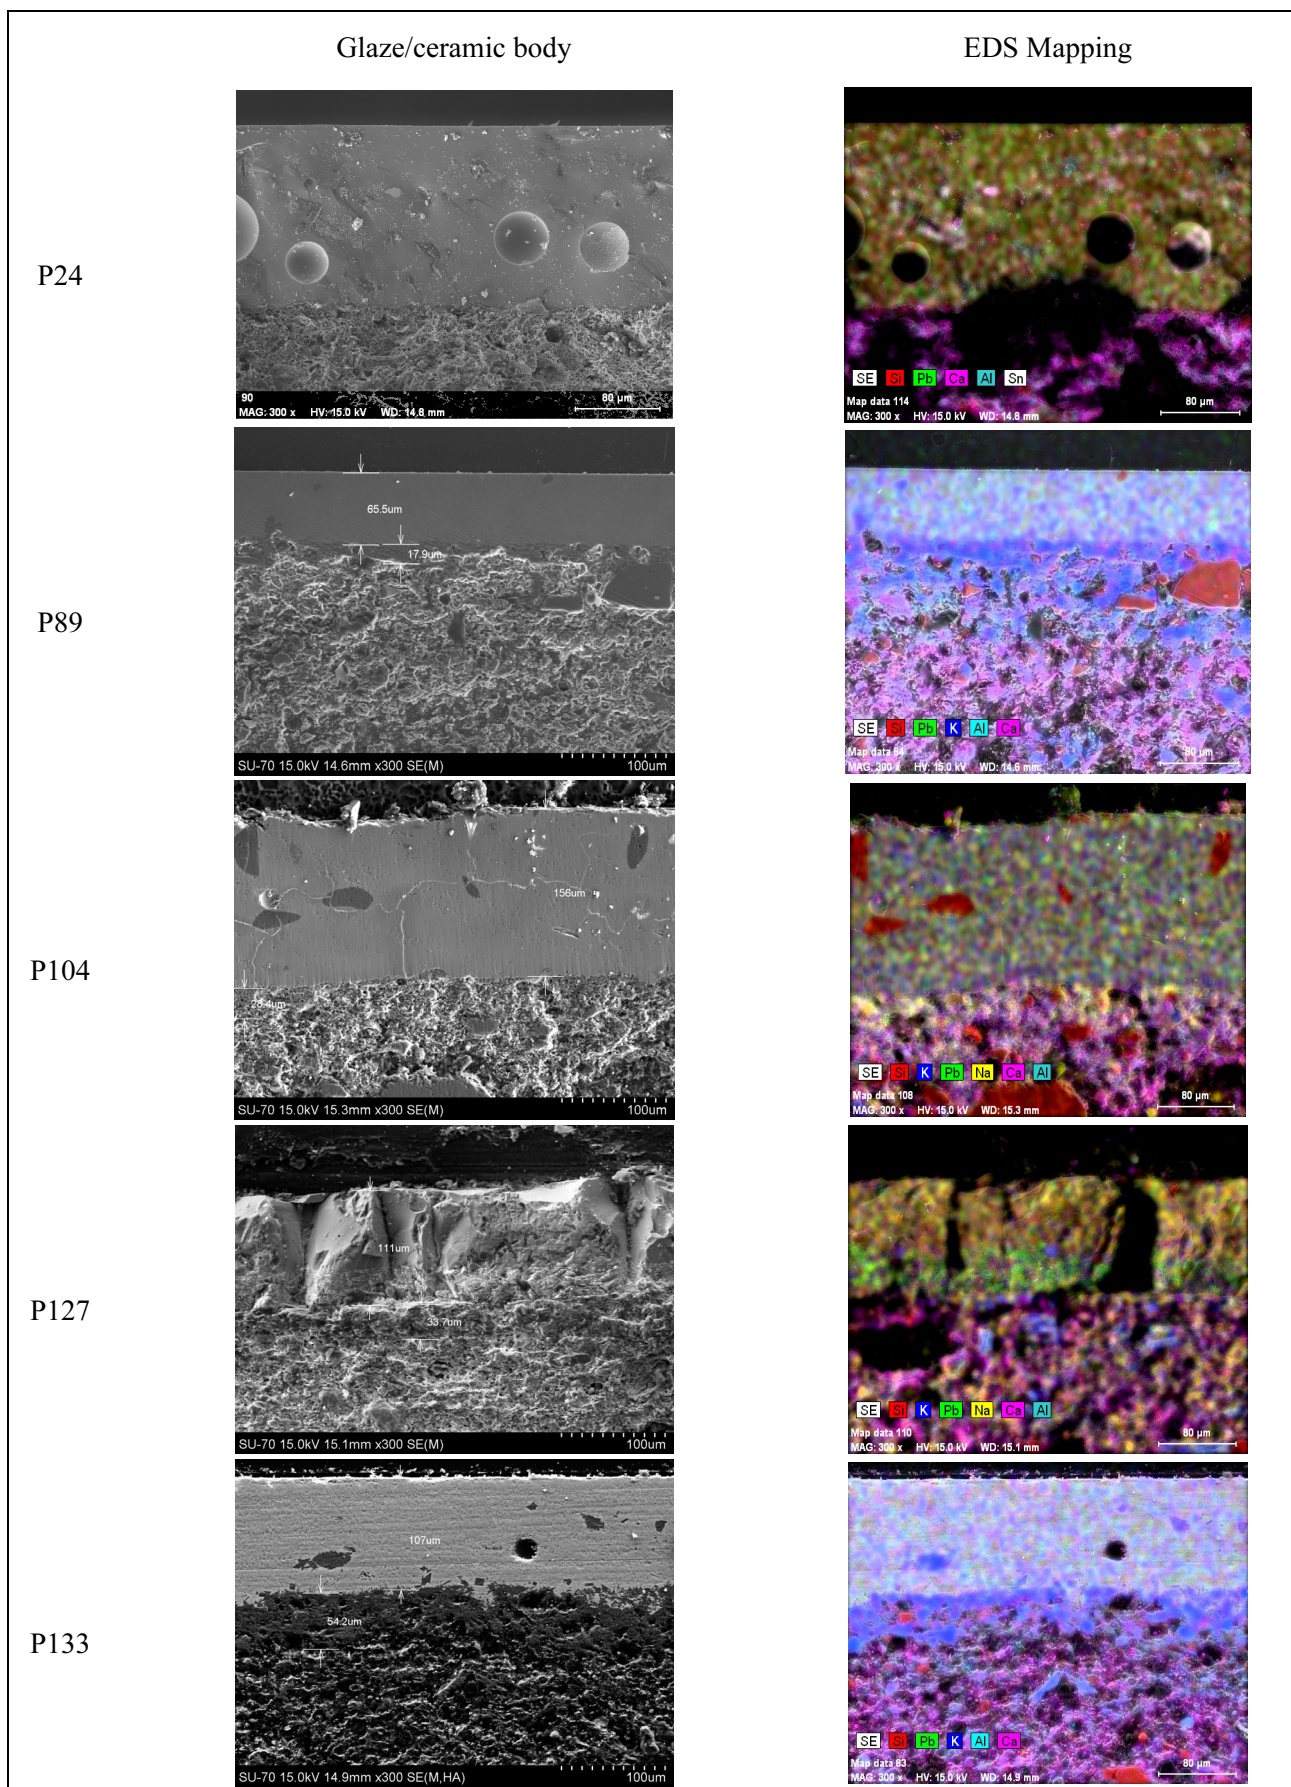 Glaze/ceramic body
EDS Mapping
P24
90
MAG: 300 x HV: 15.0 kV WD: 14.8 mm
80 µm
SE Si Pb Ca Al Sn
Map data 114
MAG: 300 x HV: 15.0 kV WD: 14.8 mm
80 µm
P89
65.5um
17.9um
SU-70 15.0kV 14.6mm x300 SE(M)
100um
SE Si Pb K Al Ca
Map data 84
MAG: 300 x HV: 15.0 kV WD: 14.6 mm
80 µm
P104
156um
28.4um
SU-70 15.0kV 15.3mm x300 SE(M)
100um
SE Si K Pb Na Ca Al
Map data 108
MAG: 300 x HV: 15.0 kV WD: 15.3 mm
80 µm
P127
111um
33.7um
SU-70 15.0kV 15.1mm x300 SE(M)
100um
SE Si K Pb Na Ca Al
Map data 110
MAG: 300 x HV: 15.0 kV WD: 15.1 mm
80 µm
P133
107um
54.2um
SU-70 15.0kV 14.9mm x300 SE(M,HA)
100um
SE Si Pb K Al Ca
Map data 83
MAG: 300 x HV: 15.0 kV WD: 14.9 mm
80 µm